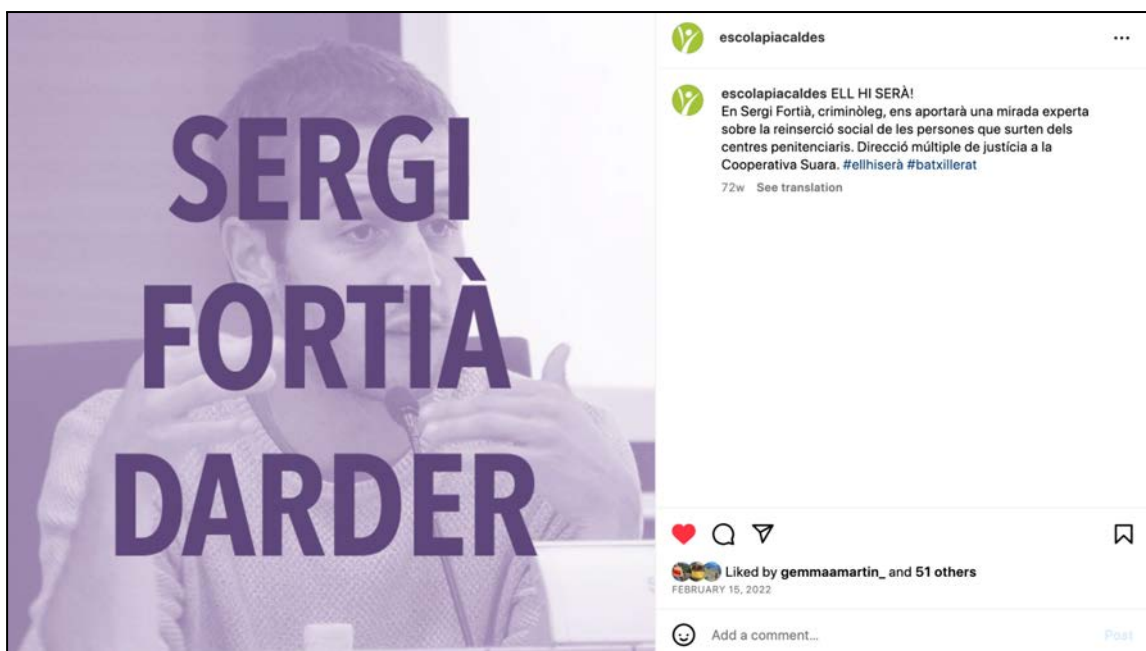 SERGI
FORTIÀ
DARDER
escolapiacaldes
escolapiacaldes ELL HI SERÀ!
En Sergi Fortià, criminòleg, ens aportarà una mirada experta
sobre la reinserció social de les persones que surten dels
centres penitenciaris. Direcció múltiple de justícia a la
Cooperativa Suara. #ellhiserà #batxillerat
72w See translation
Liked by gemmaamartin_ and 51 others
FEBRUARY 15, 2022
Add a comment...
Post